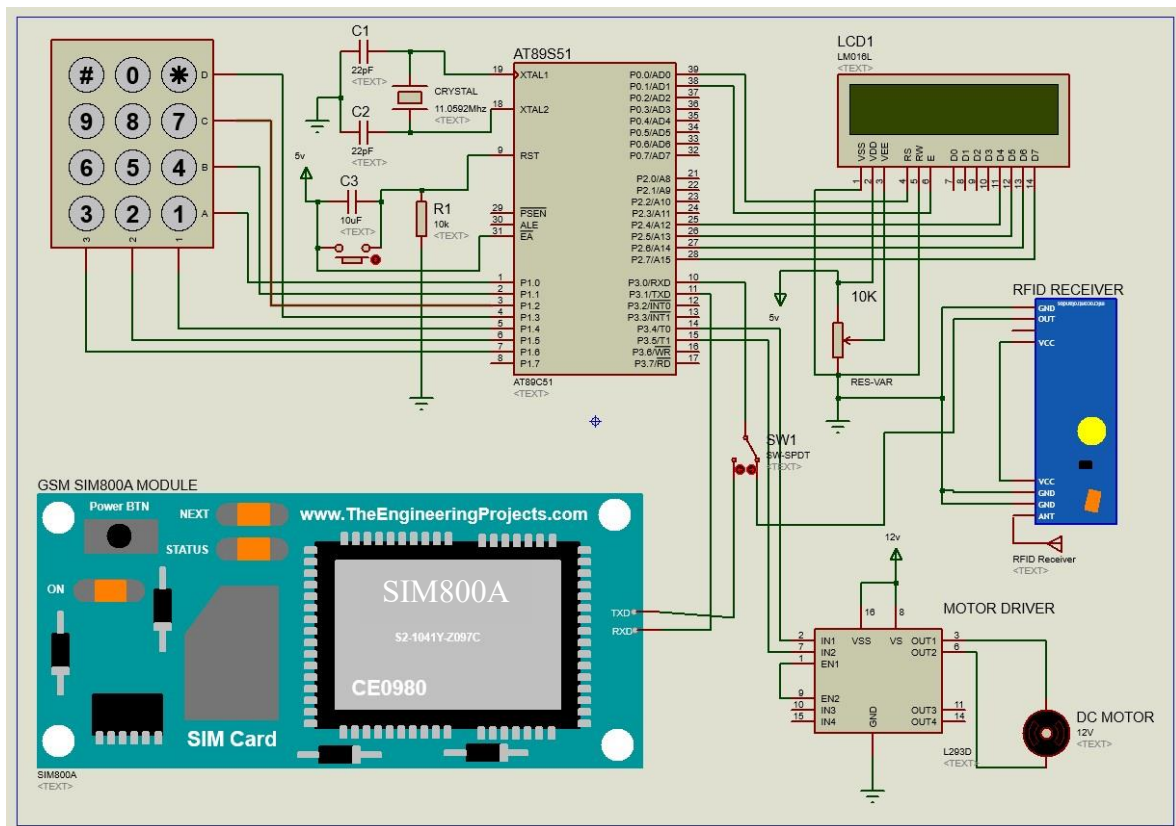 # 0 * D
9 8 7 C
6 5 4 B
3 2 1 A
3 2 1
C1
22pF
<TEXT>
C2
22pF
<TEXT>
CRYSTAL
11.0592Mhz
<TEXT>
5v
C3
10uF
<TEXT>
R1
10k
<TEXT>
AT89S51
19 XTAL1
18 XTAL2
9 RST
29 PSEN
30 ALE
31 EA
1 P1.0
2 P1.1
3 P1.2
4 P1.3
5 P1.4
6 P1.5
7 P1.6
8 P1.7
P0.0/AD0 39
P0.1/AD1 38
P0.2/AD2 37
P0.3/AD3 36
P0.4/AD4 35
P0.5/AD5 34
P0.6/AD6 33
P0.7/AD7 32
P2.0/A8 21
P2.1/A9 22
P2.2/A10 23
P2.3/A11 24
P2.4/A12 25
P2.5/A13 26
P2.6/A14 27
P2.7/A15 28
P3.0/RXD 10
P3.1/TXD 11
P3.2/INT0 12
P3.3/INT1 13
P3.4/T0 14
P3.5/T1 15
P3.6/WR 16
P3.7/RD 17
AT89C51
<TEXT>
LCD1
LM016L
<TEXT>
VSS VDD VEE RS RW E D0 D1 D2 D3 D4 D5 D6 D7
1 2 3 4 5 6 7 8 9 10 11 12 13 14
5v
10K
RES-VAR
RFID RECEIVER
GND
OUT
VCC
VCC
GND
GND
ANT
RFID Receiver
<TEXT>
SW1
SW-SPDT
<TEXT>
GSM SIM800A MODULE
Power BTN
NEXT
STATUS
ON
www.TheEngineeringProjects.com
SIM800A
S2-1041Y-Z097C
CE0980
SIM Card
TXD
RXD
SIM800A
<TEXT>
12v
MOTOR DRIVER
16 8
VSS VS
2 IN1
7 IN2
1 EN1
9 EN2
10 IN3
15 IN4
GND
OUT1 3
OUT2 6
OUT3 11
OUT4 14
L293D
<TEXT>
DC MOTOR
12V
<TEXT>